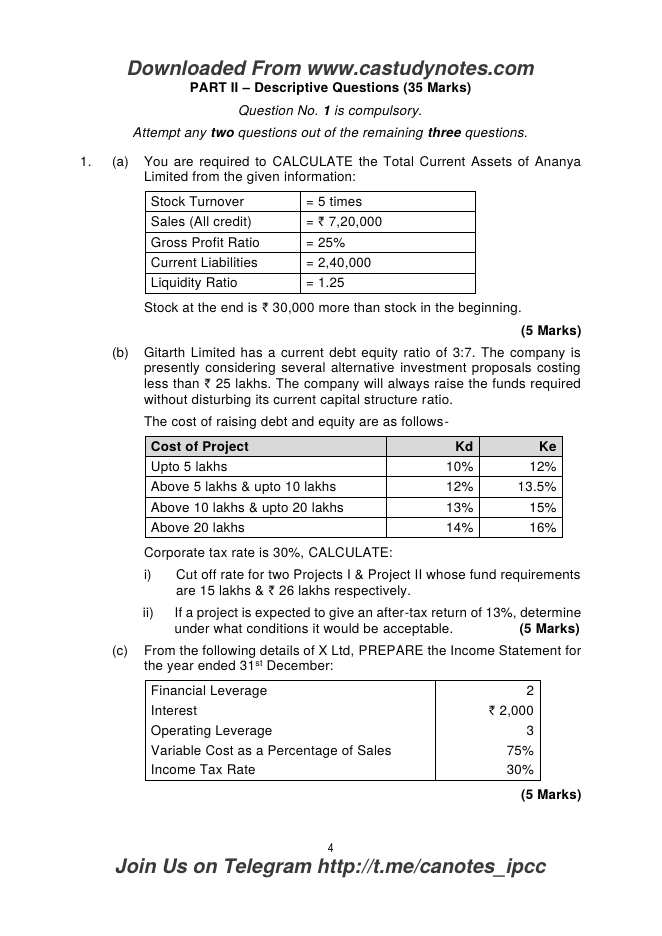 Downloaded From www.castudynotes.com
PART II – Descriptive Questions (35 Marks)
Question No. 1 is compulsory.
Attempt any two questions out of the remaining three questions.
1. (a) You are required to CALCULATE the Total Current Assets of Ananya
Limited from the given information:
Stock Turnover = 5 times
Sales (All credit) = ₹ 7,20,000
Gross Profit Ratio = 25%
Current Liabilities = 2,40,000
Liquidity Ratio = 1.25
Stock at the end is ₹ 30,000 more than stock in the beginning.
(5 Marks)
(b) Gitarth Limited has a current debt equity ratio of 3:7. The company is
presently considering several alternative investment proposals costing
less than ₹ 25 lakhs. The company will always raise the funds required
without disturbing its current capital structure ratio.
The cost of raising debt and equity are as follows-
Cost of Project Kd Ke
Upto 5 lakhs 10% 12%
Above 5 lakhs & upto 10 lakhs 12% 13.5%
Above 10 lakhs & upto 20 lakhs 13% 15%
Above 20 lakhs 14% 16%
Corporate tax rate is 30%, CALCULATE:
i) Cut off rate for two Projects I & Project II whose fund requirements
are 15 lakhs & ₹ 26 lakhs respectively.
ii) If a project is expected to give an after-tax return of 13%, determine
under what conditions it would be acceptable. (5 Marks)
(c) From the following details of X Ltd, PREPARE the Income Statement for
the year ended 31st December:
Financial Leverage 2
Interest ₹ 2,000
Operating Leverage 3
Variable Cost as a Percentage of Sales 75%
Income Tax Rate 30%
(5 Marks)
4
Join Us on Telegram http://t.me/canotes_ipcc